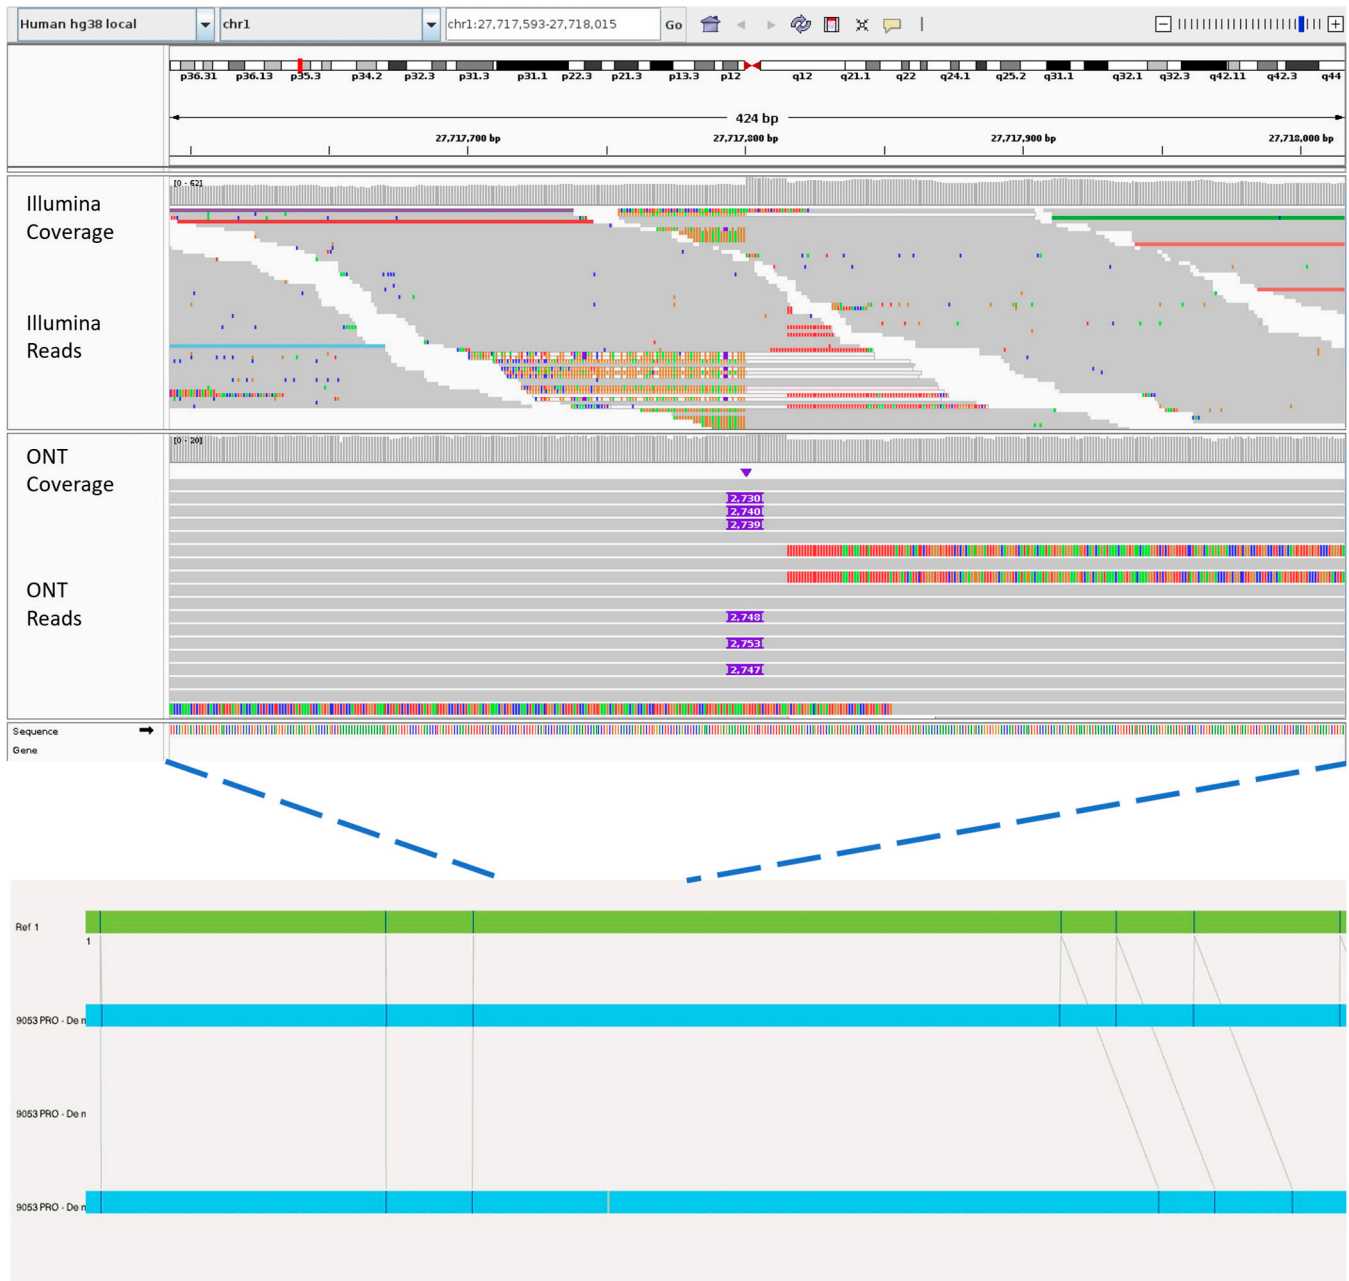 Human hg38 local chr1 chr1:27,717,593-27,718,015 Go
p36.31 p36.13 p35.3 p34.2 p32.3 p31.3 p31.1 p22.3 p21.3 p13.3 p12 q12 q21.1 q22 q24.1 q25.2 q31.1 q32.1 q32.3 q42.11 q42.3 q44
424 bp
27,717,700 bp 27,717,800 bp 27,717,900 bp 27,718,000 bp
[0 - 62]
Illumina
Coverage
Illumina
Reads
[0 - 20]
ONT
Coverage
2,730
2,740
2,739
ONT
Reads
2,748
2,753
2,747
Sequence
Gene
Ref 1
1
9053 PRO - De n
9053 PRO - De n
9053 PRO - De n